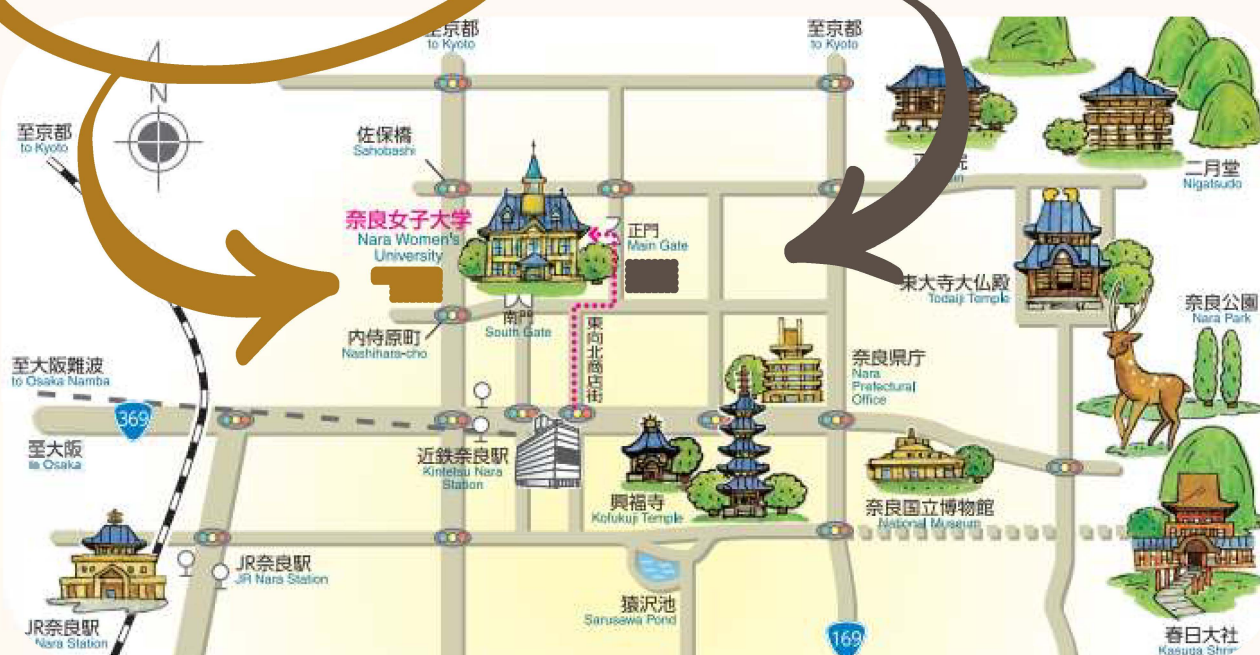 至京都
to Kyoto
至京都
to Kyoto
N
至京都
to Kyoto
佐保橋
Sahobashi
二月堂
Nigatsudo
奈良女子大学
Nara Women's
University
正門
Main Gate
東大寺大仏殿
Todaiji Temple
奈良公園
Nara Park
内侍原町
Nashihara-cho
南門
South Gate
東向北商店街
奈良県庁
Nara
Prefectural
Office
至大阪難波
to Osaka Namba
369
至大阪
to Osaka
近鉄奈良駅
Kintetsu Nara
Station
興福寺
Kofukuji Temple
奈良国立博物館
National Museum
JR奈良駅
JR Nara Station
猿沢池
Sarusawa Pond
JR奈良駅
Nara Station
169
春日大社
Kasuga